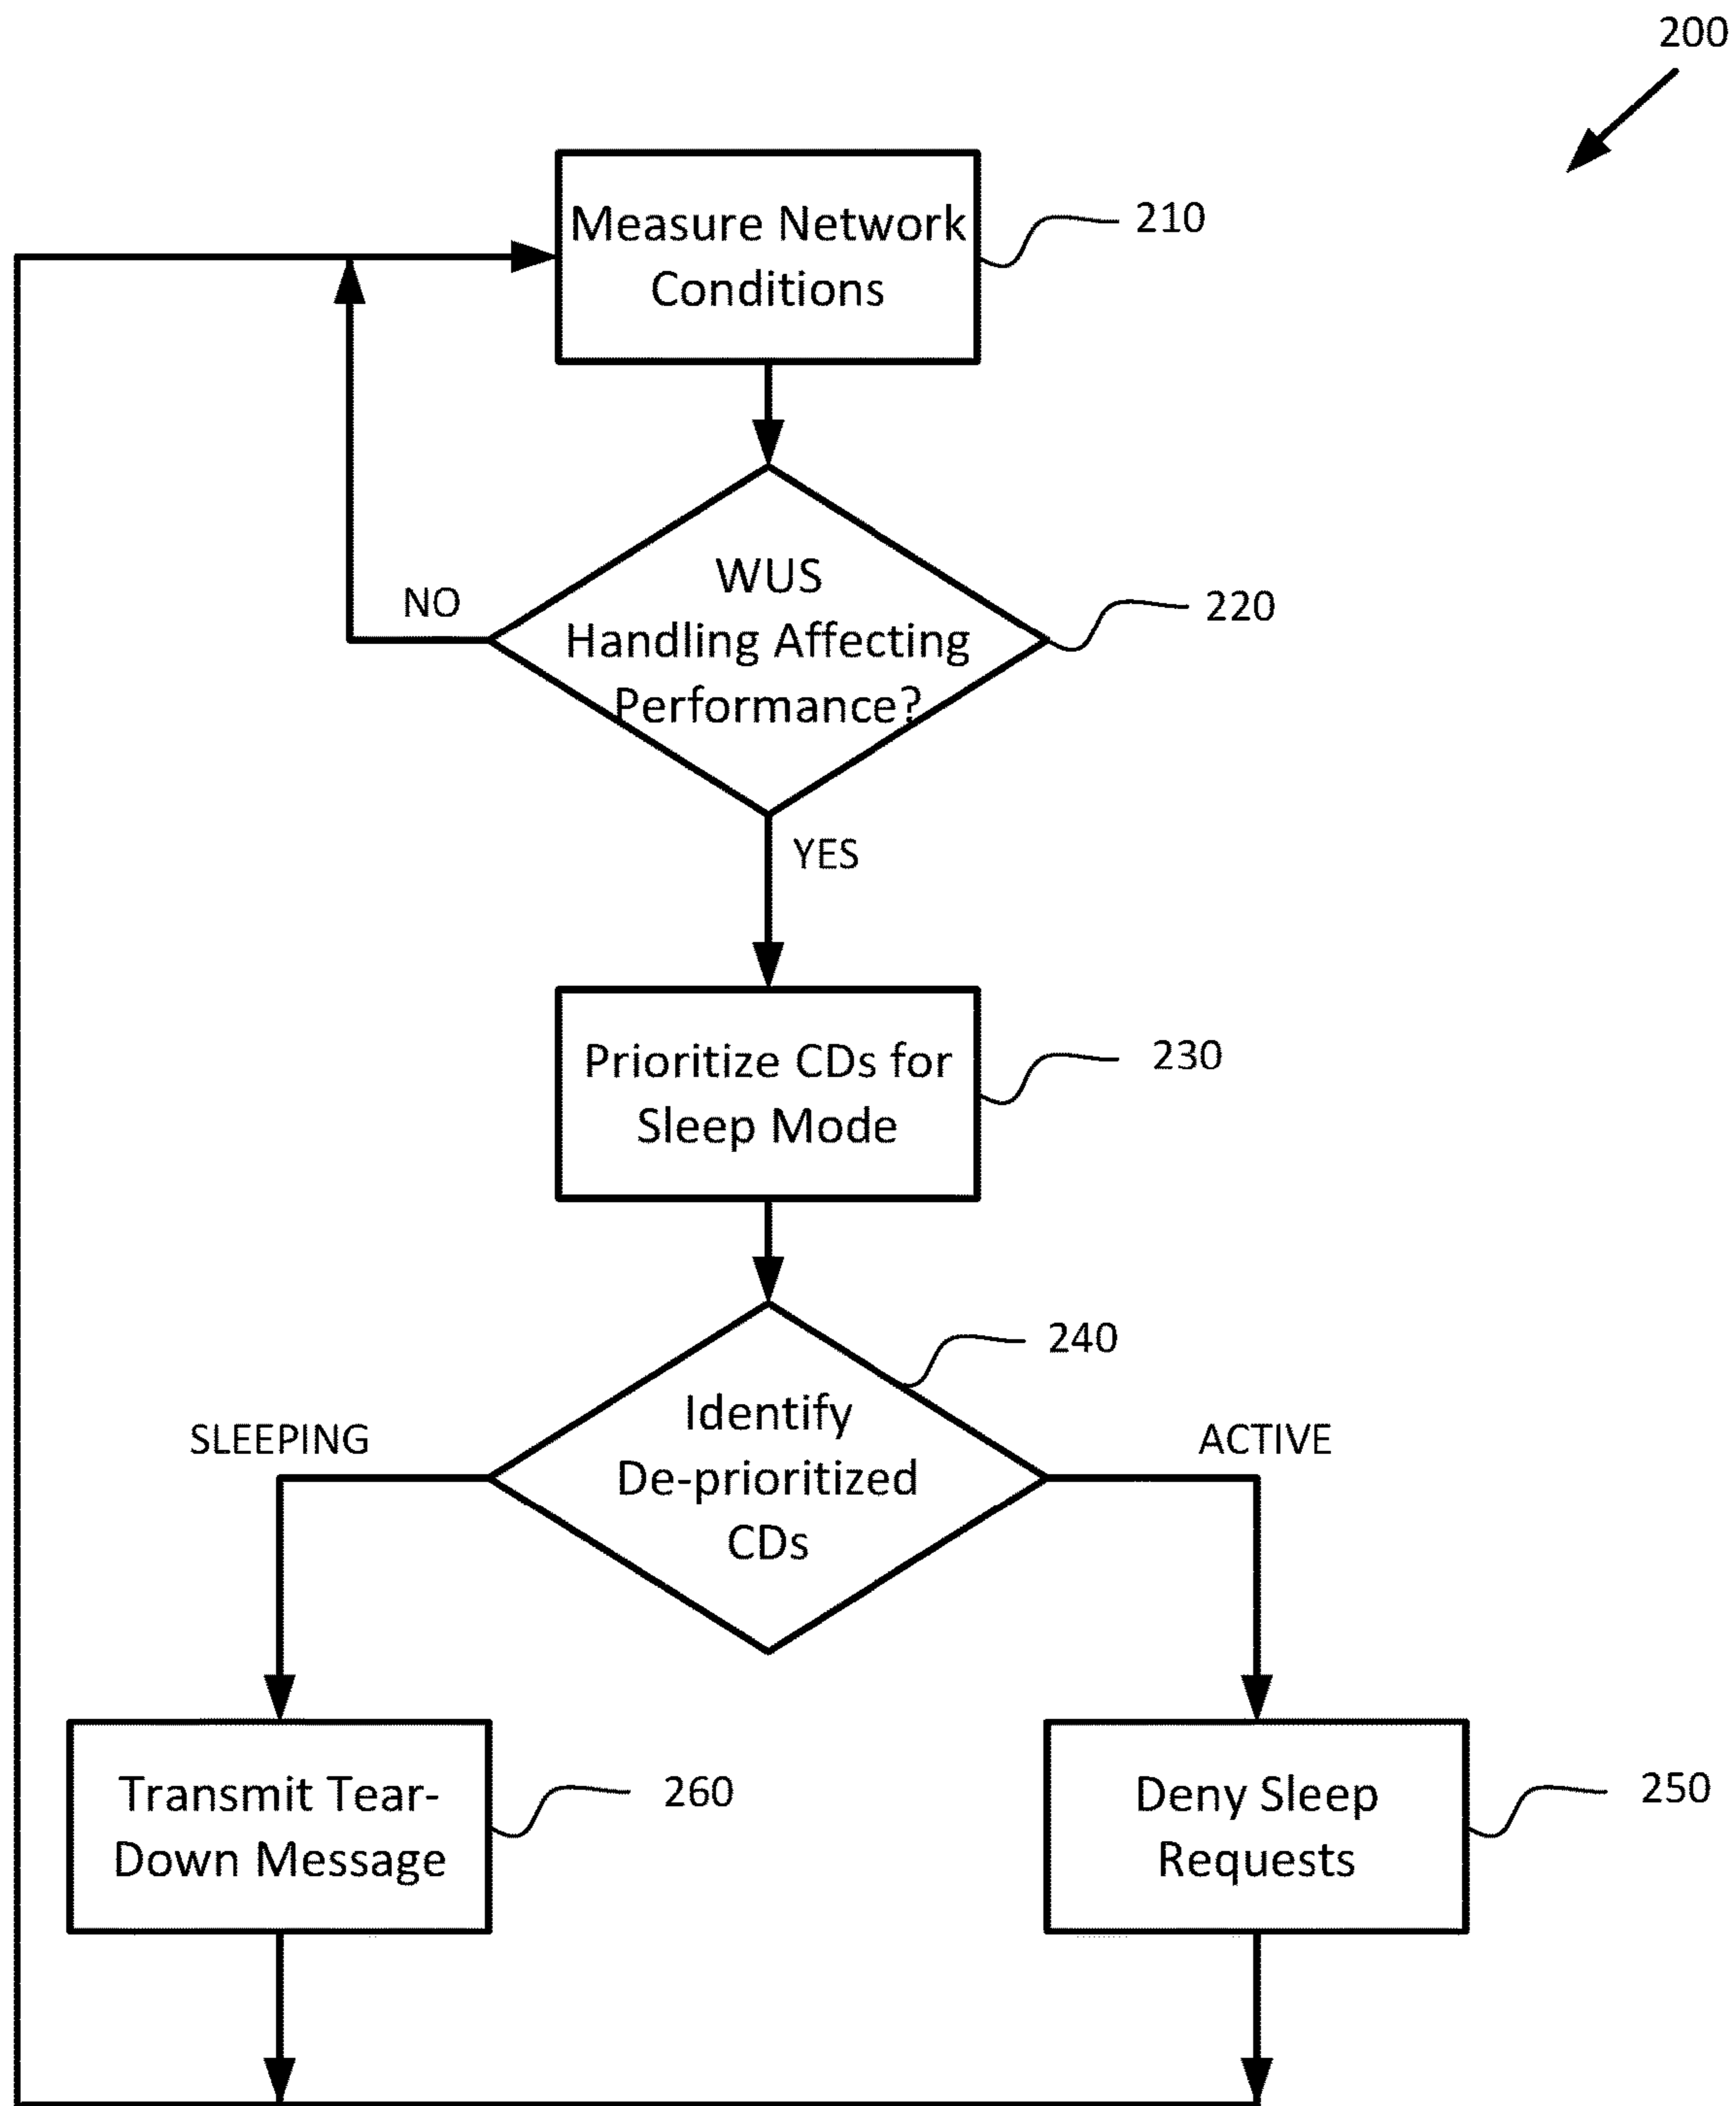 200
Measure Network
Conditions
210
WUS
Handling Affecting
Performance?
220
NO
YES
Prioritize CDs for
Sleep Mode
230
240
Identify
De-prioritized
CDs
SLEEPING
ACTIVE
Transmit Tear-
Down Message
260
Deny Sleep
Requests
250